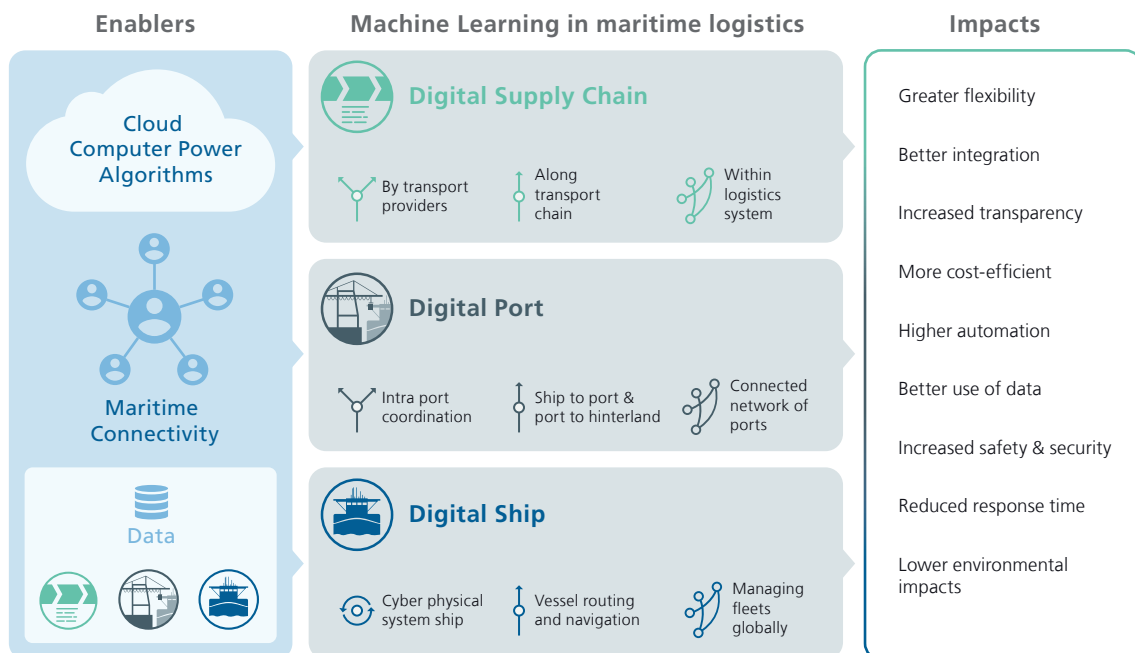 Enablers
Machine Learning in maritime logistics
Impacts
Cloud
Computer Power
Algorithms
Maritime
Connectivity
Data
Digital Supply Chain
By transport
providers
Along
transport
chain
Within
logistics
system
Digital Port
Intra port
coordination
Ship to port &
port to hinterland
Connected
network of
ports
Digital Ship
Cyber physical
system ship
Vessel routing
and navigation
Managing
fleets
globally
Greater flexibility
Better integration
Increased transparency
More cost-efficient
Higher automation
Better use of data
Increased safety & security
Reduced response time
Lower environmental
impacts